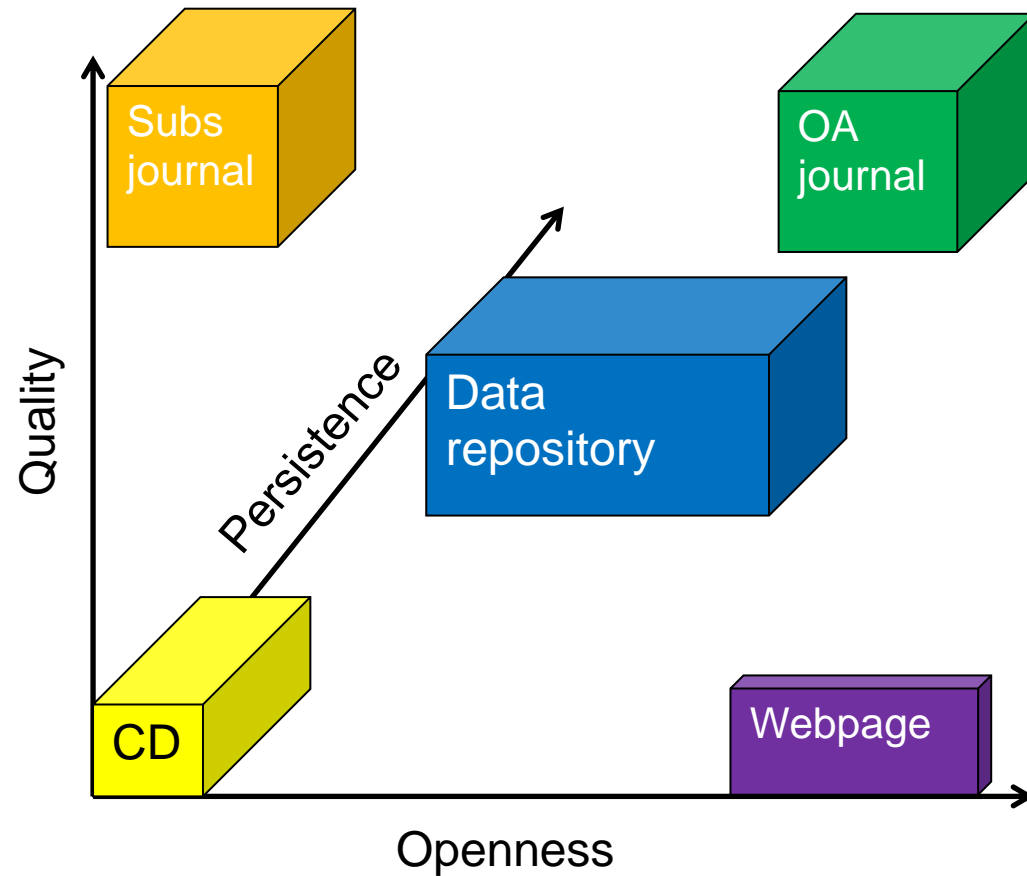 Subs
journal
OA
journal
Quality
Persistence
Data
repository
CD
Webpage
Openness